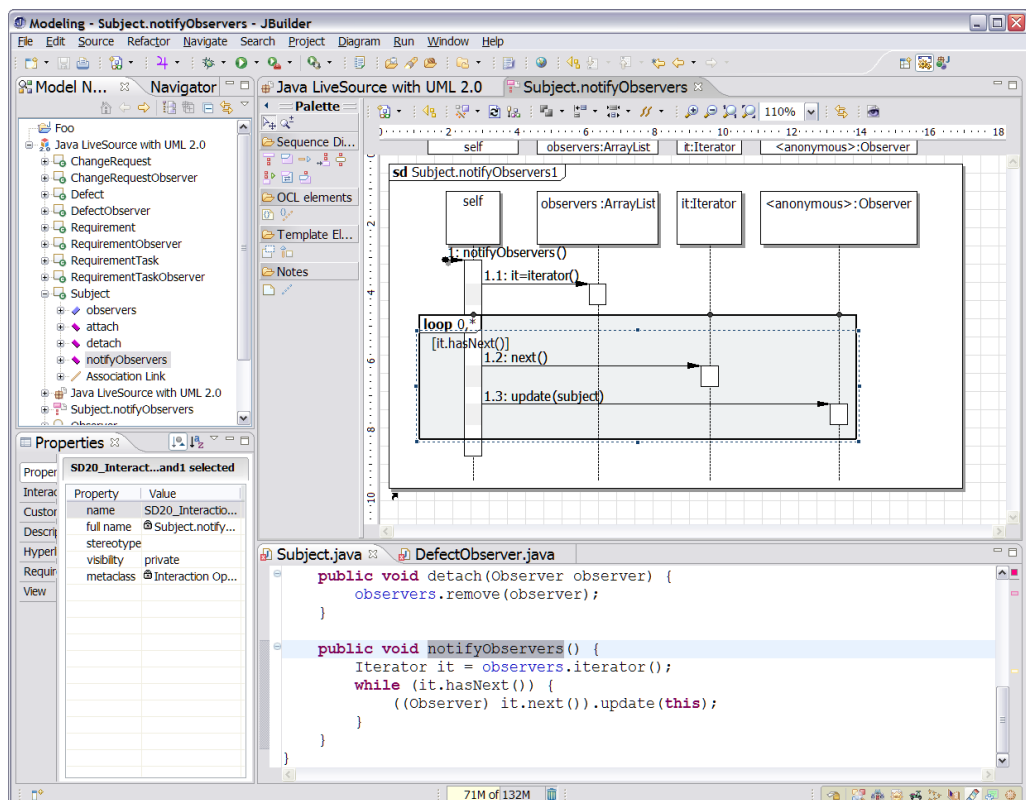 Modeling - Subject.notifyObservers - JBuilder
File Edit Source Refactor Navigate Search Project Diagram Run Window Help
Model N... Navigator
Foo
Java LiveSource with UML 2.0
ChangeRequest
ChangeRequestObserver
Defect
DefectObserver
Requirement
RequirementObserver
RequirementTask
RequirementTaskObserver
Subject
observers
attach
detach
notifyObservers
Association Link
Java LiveSource with UML 2.0
Subject.notifyObservers
Observer
Properties
SD20_Interact...and1 selected
Proper
Interac
Custor
Descrip
Hyperl
Requir
View
Property Value
name SD20_Interactio...
full name Subject.notify...
stereotype
visibility private
metaclass Interaction Op...
Java LiveSource with UML 2.0 Subject.notifyObservers
Palette
Sequence Di...
OCL elements
Template El...
Notes
110%
2 4 6 8 10 12 14 16 18
2
4
6
8
10
self observers:ArrayList it:Iterator <anonymous>:Observer
sd Subject.notifyObservers1
self observers :ArrayList it:Iterator <anonymous>:Observer
1: notifyObservers()
1.1: it=iterator()
loop 0,*
[it.hasNext()]
1.2: next()
1.3: update(subject)
Subject.java DefectObserver.java
public void detach(Observer observer) {
observers.remove(observer);
}
public void notifyObservers() {
Iterator it = observers.iterator();
while (it.hasNext()) {
((Observer) it.next()).update(this);
}
}
}
71M of 132M